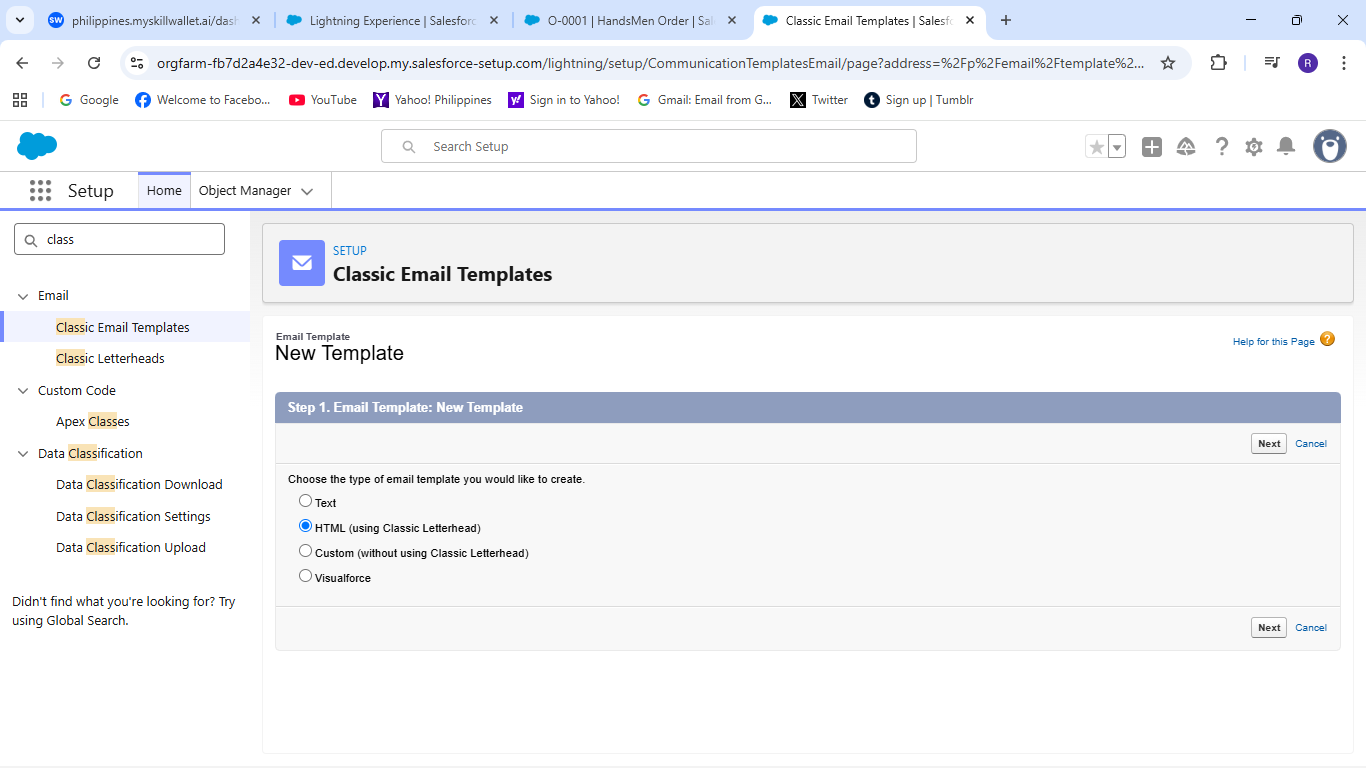 philippines.myskillwallet.ai/dash
Lightning Experience | Salesforc
O-0001 | HandsMen Order | Sal
Classic Email Templates | Salesf
orgfarm-fb7d2a4e32-dev-ed.develop.my.salesforce-setup.com/lightning/setup/CommunicationTemplatesEmail/page?address=%2Fp%2Femail%2Ftemplate%2...
R
Google
Welcome to Facebo...
YouTube
Yahoo! Philippines
Sign in to Yahoo!
Gmail: Email from G...
Twitter
Sign up | Tumblr
Search Setup
Setup
Home
Object Manager
class
Email
Classic Email Templates
Classic Letterheads
Custom Code
Apex Classes
Data Classification
Data Classification Download
Data Classification Settings
Data Classification Upload
Didn't find what you're looking for? Try
using Global Search.
SETUP
Classic Email Templates
Email Template
New Template
Help for this Page
Step 1. Email Template: New Template
Next
Cancel
Choose the type of email template you would like to create.
Text
HTML (using Classic Letterhead)
Custom (without using Classic Letterhead)
Visualforce
Next
Cancel